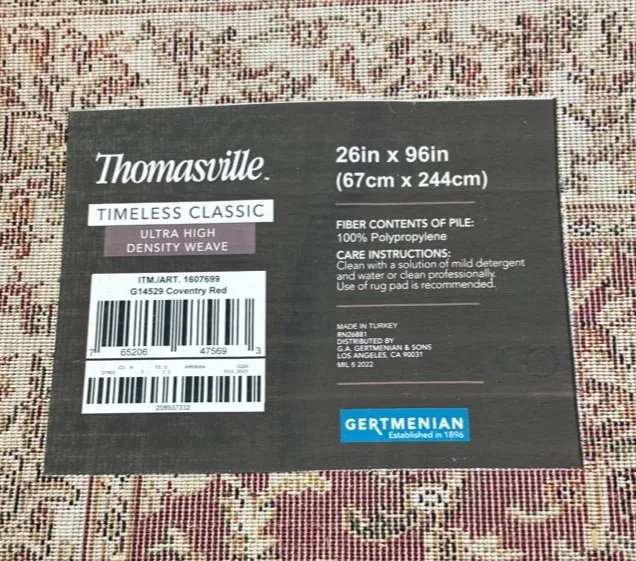 Thomasville
TIMELESS CLASSIC
ULTRA HIGH
DENSITY WEAVE
ITM./ART. 1607699
G14529 Coventry Red
7 65206 47569 3
208937332
26in x 96in
(67cm x 244cm)
FIBER CONTENTS OF PILE:
100% Polypropylene
CARE INSTRUCTIONS:
Clean with a solution of mild detergent
and water or clean professionally.
Use of rug pad is recommended.
MADE IN TURKEY
RN26881
DISTRIBUTED BY
G.A. GERTMENIAN & SONS
LOS ANGELES, CA 90031
MIL 6 2022
GERTMENIAN
Established in 1896